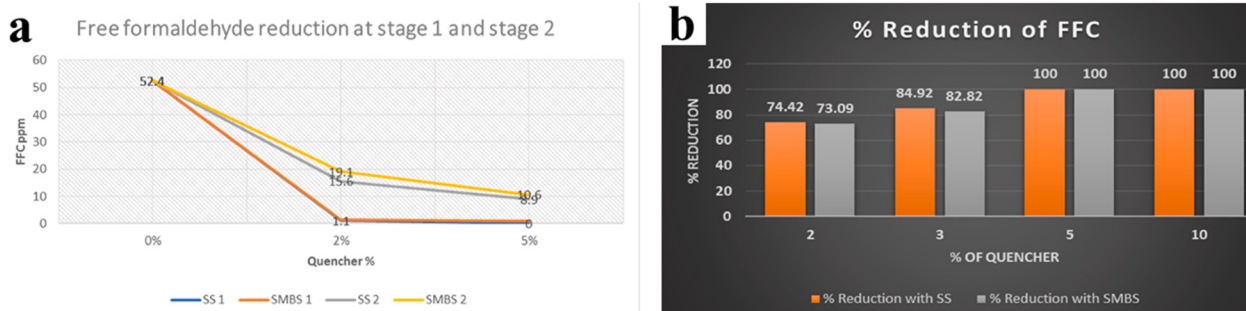 a
Free formaldehyde reduction at stage 1 and stage 2
60
50
40
30
20
10
0
FFC ppm
52.4
19.1
15.6
1.1
10.6
8.9
0
0% 2% 5%
Quencher %
SS 1 SMBS 1 SS 2 SMBS 2
b
% Reduction of FFC
120
100
80
60
40
20
0
% REDUCTION
74.42 73.09 84.92 82.82 100 100 100 100
2 3 5 10
% OF QUENCHER
% Reduction with SS % Reduction with SMBS